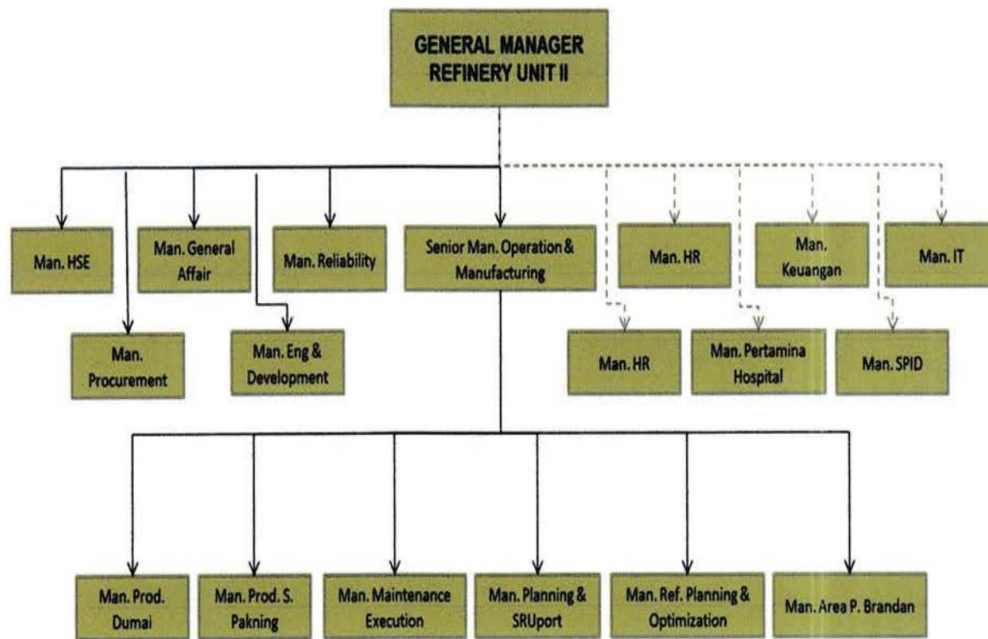 GENERAL MANAGER
REFINERY UNIT II
Man. HSE
Man. General
Affair
Man. Reliability
Senior Man. Operation &
Manufacturing
Man. HR
Man.
Keuangan
Man. IT
Man.
Procurement
Man. Eng &
Development
Man. HR
Man. Pertamina
Hospital
Man. SPID
Man. Prod.
Dumai
Man. Prod. S.
Pakning
Man. Maintenance
Execution
Man. Planning &
SRUport
Man. Ref. Planning &
Optimization
Man. Area P. Brandan